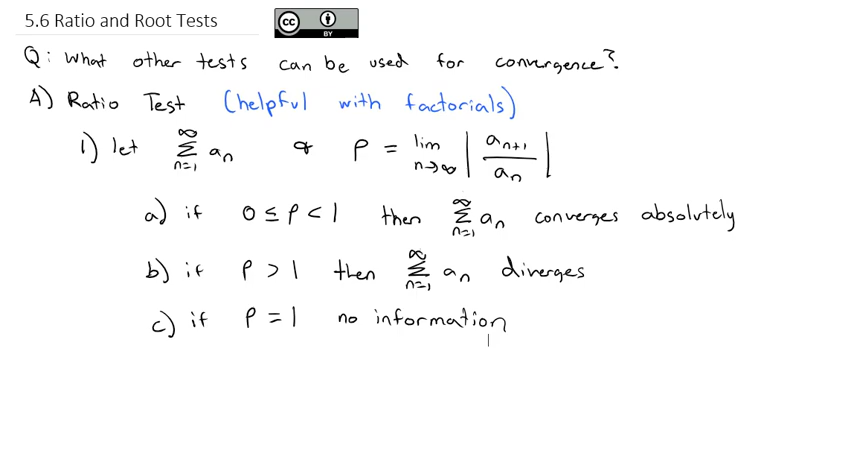 5.6 Ratio and Root Tests
cc BY
Q: What other tests can be used for convergence?
A) Ratio Test (helpful with factorials)
1) let ∑_{n=1}^{∞} a_n & ρ = lim_{n→∞} | a_{n+1} / a_n |
a) if 0 ≤ ρ < 1 then ∑_{n=1}^{∞} a_n converges absolutely
b) if ρ > 1 then ∑_{n=1}^{∞} a_n diverges
c) if ρ = 1 no information